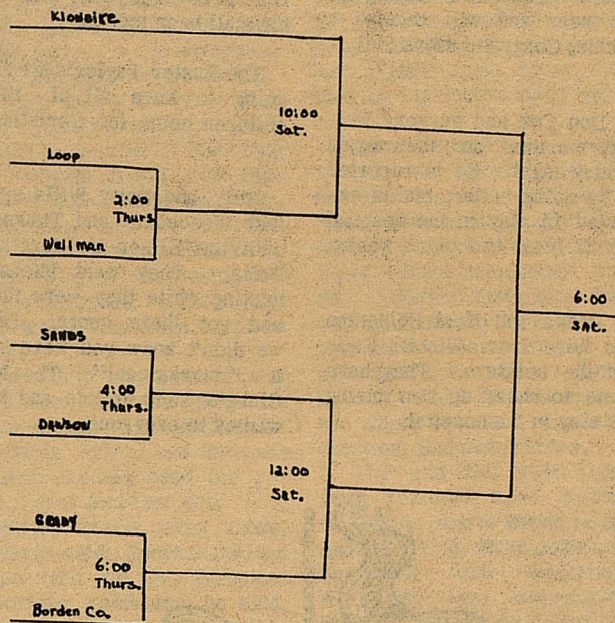 Klondike
10:00
Sat.
Loop
2:00
Thurs
Wellman
6:00
Sat.
SANDS
4:00
Thurs.
DAWSON
12:00
Sat.
GRADY
6:00
Thurs.
Borden Co.